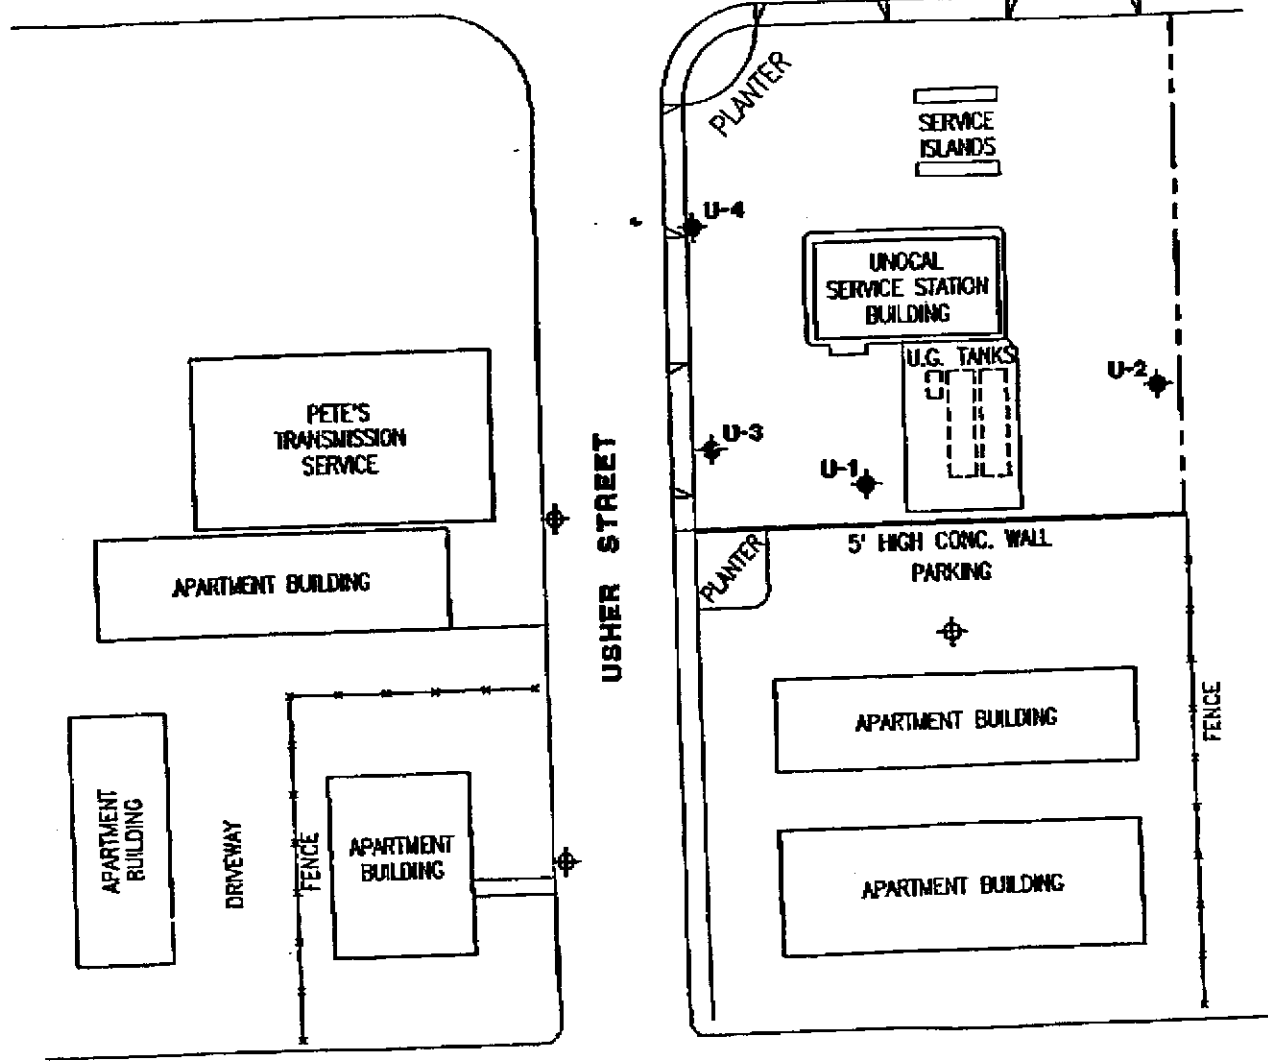 PLANTER
SERVICE
ISLANDS
U-4
UNOCAL
SERVICE STATION
BUILDING
U.G. TANKS
U-2
PETE'S
TRANSMISSION
SERVICE
U-3
U-1
USHER STREET
5' HIGH CONC. WALL
PARKING
PLANTER
APARTMENT BUILDING
APARTMENT BUILDING
FENCE
APARTMENT
BUILDING
DRIVEWAY
FENCE
APARTMENT
BUILDING
APARTMENT BUILDING